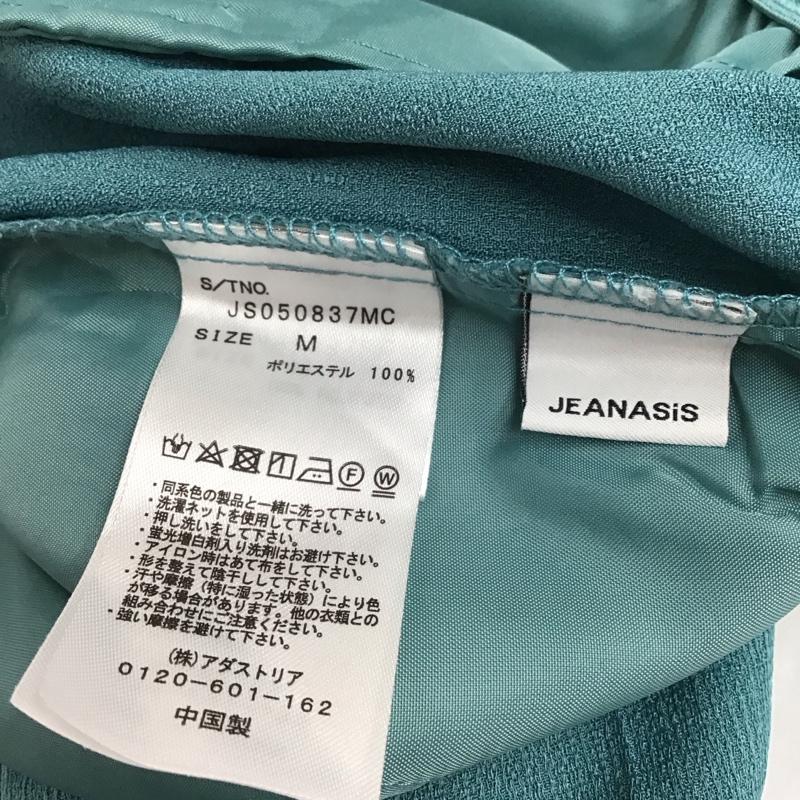 S/TNO.
JS050837MC
SIZE M
ポリエステル 100%
F W
・同系色の製品と一緒に洗って下さい。
・洗濯ネットを使用して下さい。
・押し洗いをして下さい。
・蛍光増白剤入り洗剤はお避け下さい。
・アイロン時はあて布をして下さい。
・形を整えて陰干しして下さい。
・汗や摩擦（特に湿った状態）により色
が移る場合があります。他の衣類との
組み合わせにご注意ください。
・強い摩擦を避けて下さい。
(株)アダストリア
0120-601-162
中国製
JEANASiS